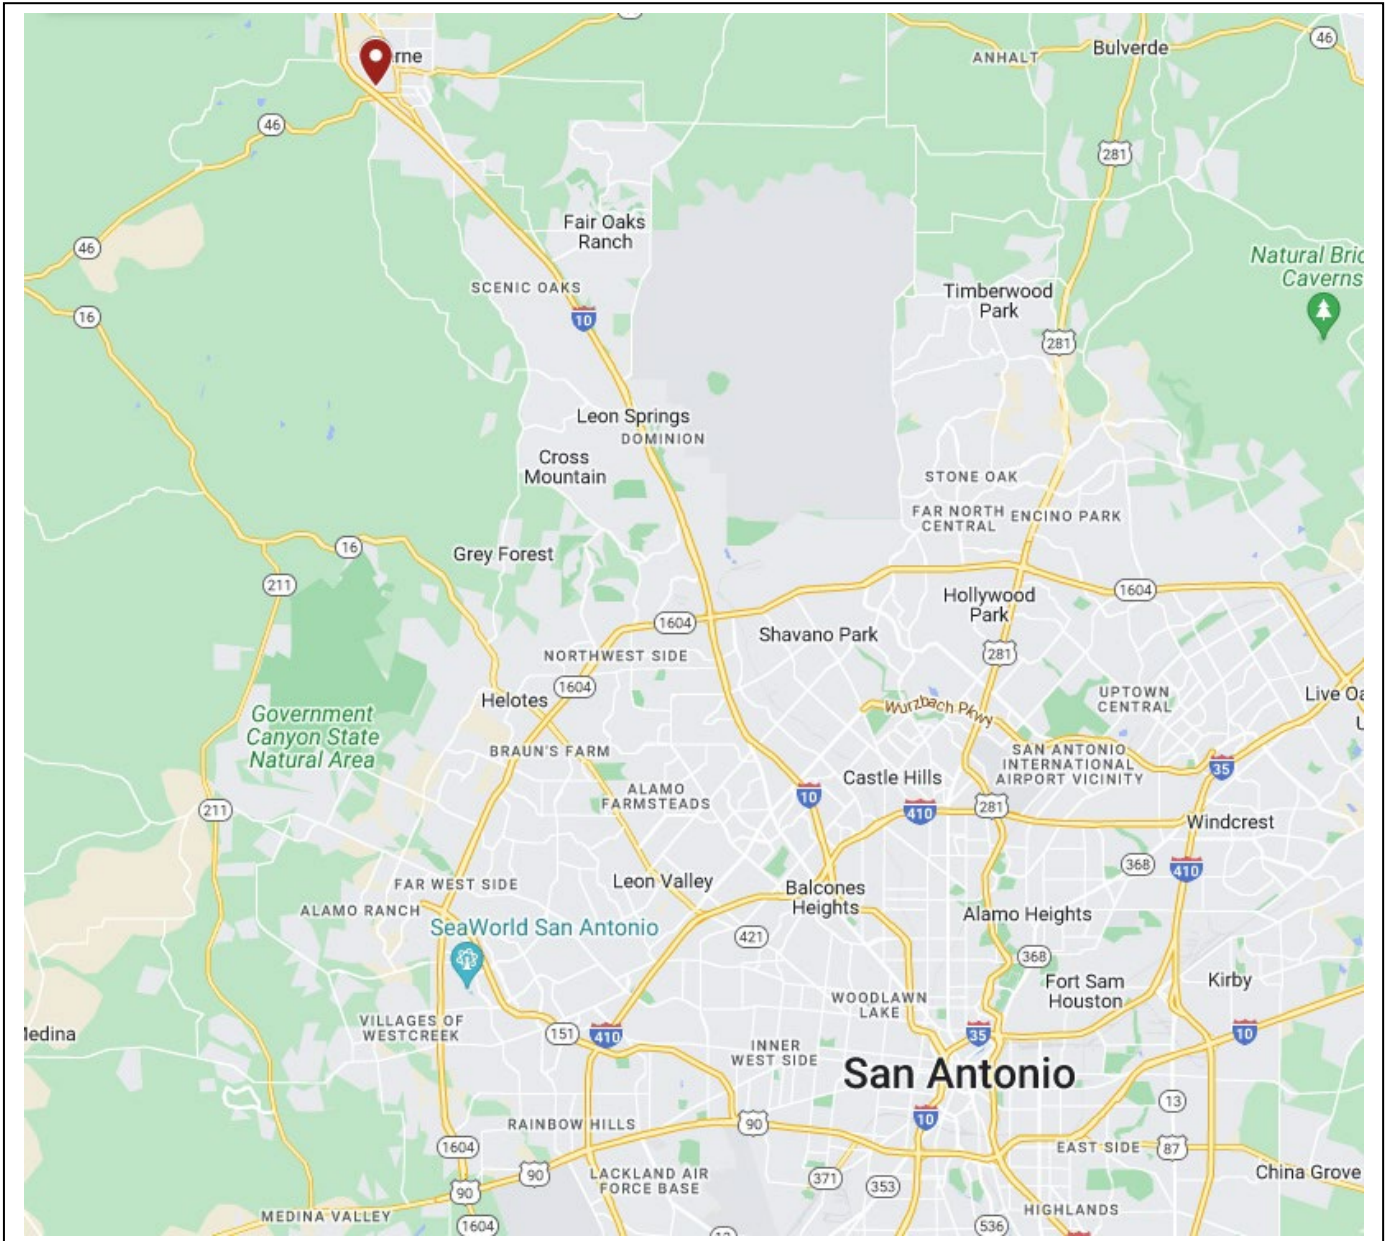 46
rne
ANHALT
Bulverde
46
281
46
Fair Oaks
Ranch
Natural Bric
Caverns
SCENIC OAKS
Timberwood
Park
16
10
281
Leon Springs
DOMINION
Cross
Mountain
STONE OAK
FAR NORTH
CENTRAL
ENCINO PARK
16
Grey Forest
211
Hollywood
Park
1604
1604
Shavano Park
NORTHWEST SIDE
281
1604
Helotes
UPTOWN
CENTRAL
Live Oa
Wurzbach Pkwy
Government
Canyon State
Natural Area
BRAUN'S FARM
SAN ANTONIO
INTERNATIONAL
AIRPORT VICINITY
35
ALAMO
FARMSTEADS
10
Castle Hills
410
281
211
Windcrest
368
410
FAR WEST SIDE
Leon Valley
Balcones
Heights
ALAMO RANCH
Alamo Heights
SeaWorld San Antonio
421
368
Fort Sam
Houston
Kirby
WOODLAWN
LAKE
VILLAGES OF
WESTCREEK
151
410
35
10
Medina
INNER
WEST SIDE
San Antonio
13
10
RAINBOW HILLS
90
1604
EAST SIDE
87
90
LACKLAND AIR
FORCE BASE
371
353
China Grove
90
MEDINA VALLEY
1604
HIGHLANDS
536